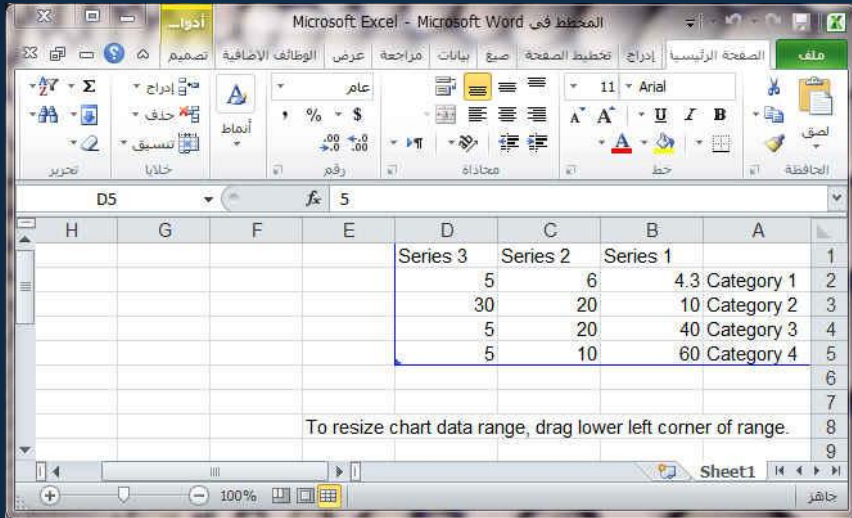 المخطط في Microsoft Excel - Microsoft Word
أدوا...
ملف الصفحة الرئيسية إدراج تخطيط الصفحة صيغ بيانات مراجعة عرض الوظائف الإضافية تصميم
لصق
Arial 11
B I U
عام
$ % ,
أنماط
إدراج
حذف
تنسيق
الحافظة خط محاذاة رقم خلايا تحرير
D5 fx 5
A B C D E F G H
1 Series 1 Series 2 Series 3
2 Category 1 4.3 6 5
3 Category 2 10 20 30
4 Category 3 40 20 5
5 Category 4 60 10 5
6
7
8 To resize chart data range, drag lower left corner of range.
9
Sheet1
جاهز 100%